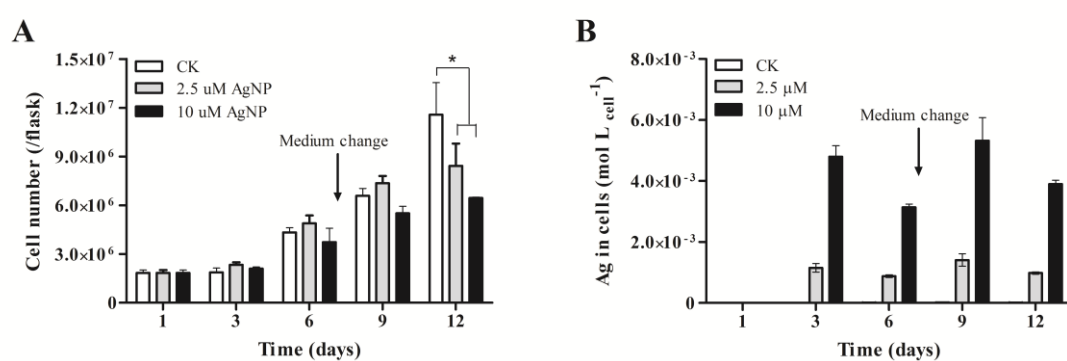 A
Cell number (/flask)
1.5×10⁷
1.2×10⁷
9.0×10⁶
6.0×10⁶
3.0×10⁶
0
CK
2.5 uM AgNP
10 uM AgNP
Medium change
*
1 3 6 9 12
Time (days)
B
Ag in cells (mol L cell⁻¹)
8.0×10⁻³
6.0×10⁻³
4.0×10⁻³
2.0×10⁻³
0
CK
2.5 µM
10 µM
Medium change
1 3 6 9 12
Time (days)